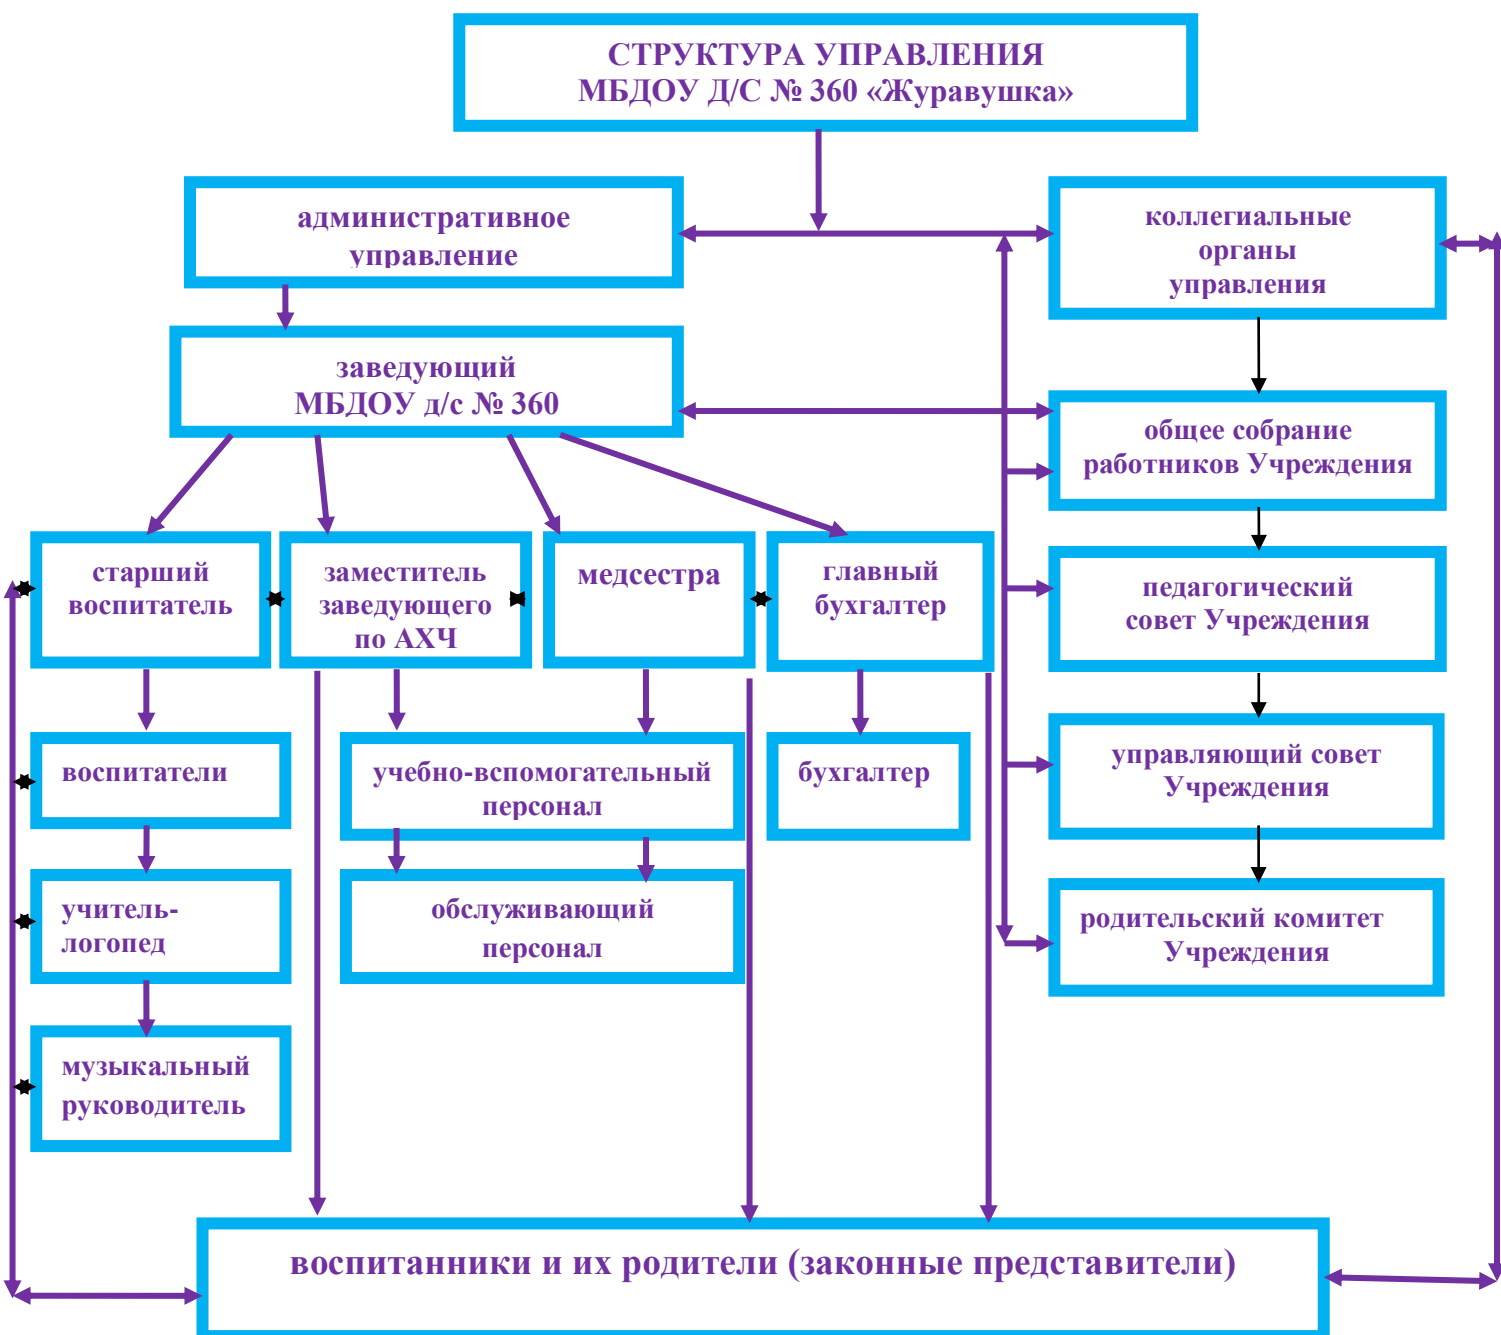 СТРУКТУРА УПРАВЛЕНИЯ
МБДОУ Д/С № 360 «Журавушка»
административное
управление
коллегиальные
органы
управления
заведующий
МБДОУ д/с № 360
общее собрание
работников Учреждения
старший
воспитатель
заместитель
заведующего
по АХЧ
медсестра
главный
бухгалтер
педагогический
совет Учреждения
воспитатели
учебно-вспомогательный
персонал
бухгалтер
управляющий совет
Учреждения
учитель-
логопед
обслуживающий
персонал
родительский комитет
Учреждения
музыкальный
руководитель
воспитанники и их родители (законные представители)